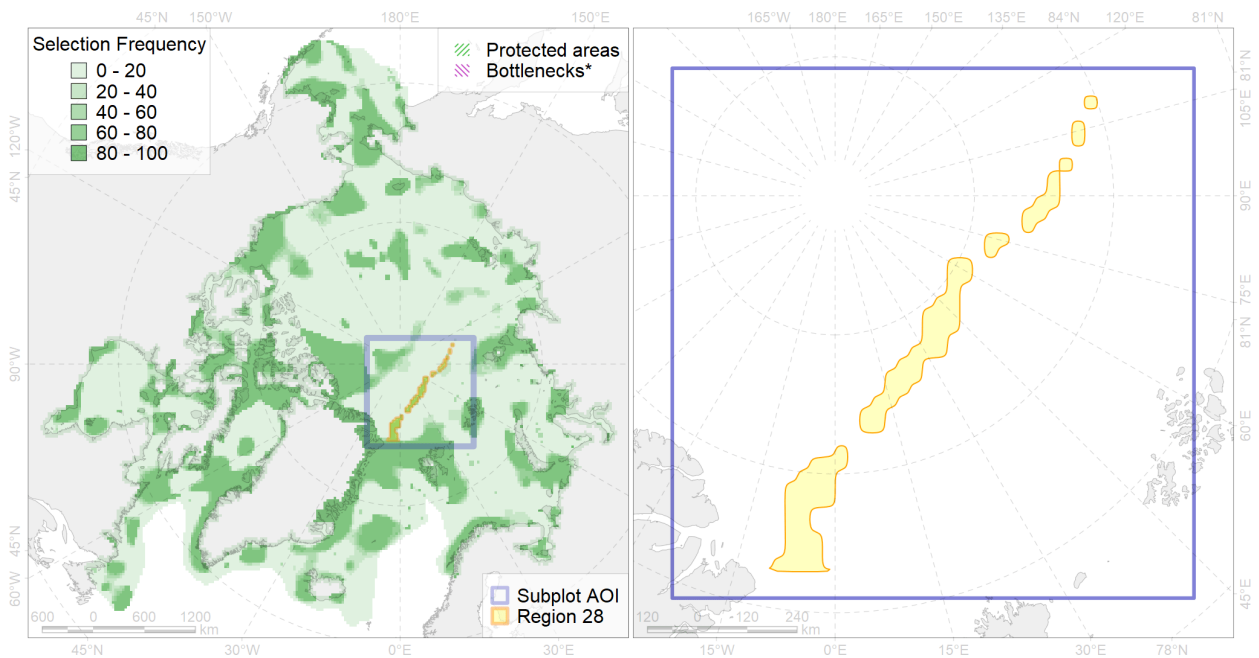 45°N 150°W 180°E 150°E
165°W 180°E 165°E 150°E 135°E 84°N 120°E 81°N
Selection Frequency
0 - 20
20 - 40
40 - 60
60 - 80
80 - 100
Protected areas
Bottlenecks*
120°W
45°N
90°W
45°N
60°W
81°N
105°E
90°E
75°E
81°N
60°E
45°E
Subplot AOI
Region 28
600 0 600 1200
km
120 0 120 240
km
45°W 30°W 0°E 30°E
15°W 0°E 15°E 30°E 78°N